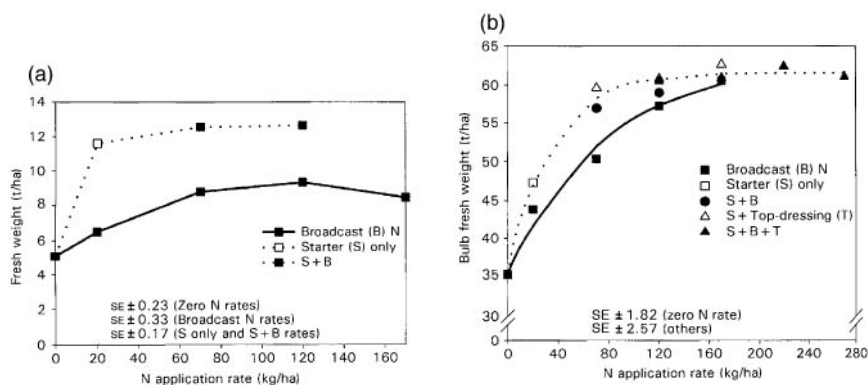 (a)
Fresh weight (t/ha)
14
12
10
8
6
4
2
0
Broadcast (B) N
Starter (S) only
S+B
SE ± 0.23 (Zero N rates)
SE ± 0.33 (Broadcast N rates)
SE ± 0.17 (S only and S+B rates)
0 20 40 60 80 100 120 140 160
N application rate (kg/ha)
(b)
Bulb fresh weight (t/ha)
65
60
55
50
45
40
35
30
0
Broadcast (B) N
Starter (S) only
S+B
S+Top-dressing (T)
S+B+T
SE ± 1.82 (zero N rate)
SE ± 2.57 (others)
0 40 80 120 160 200 240 280
N application rate (kg/ha)